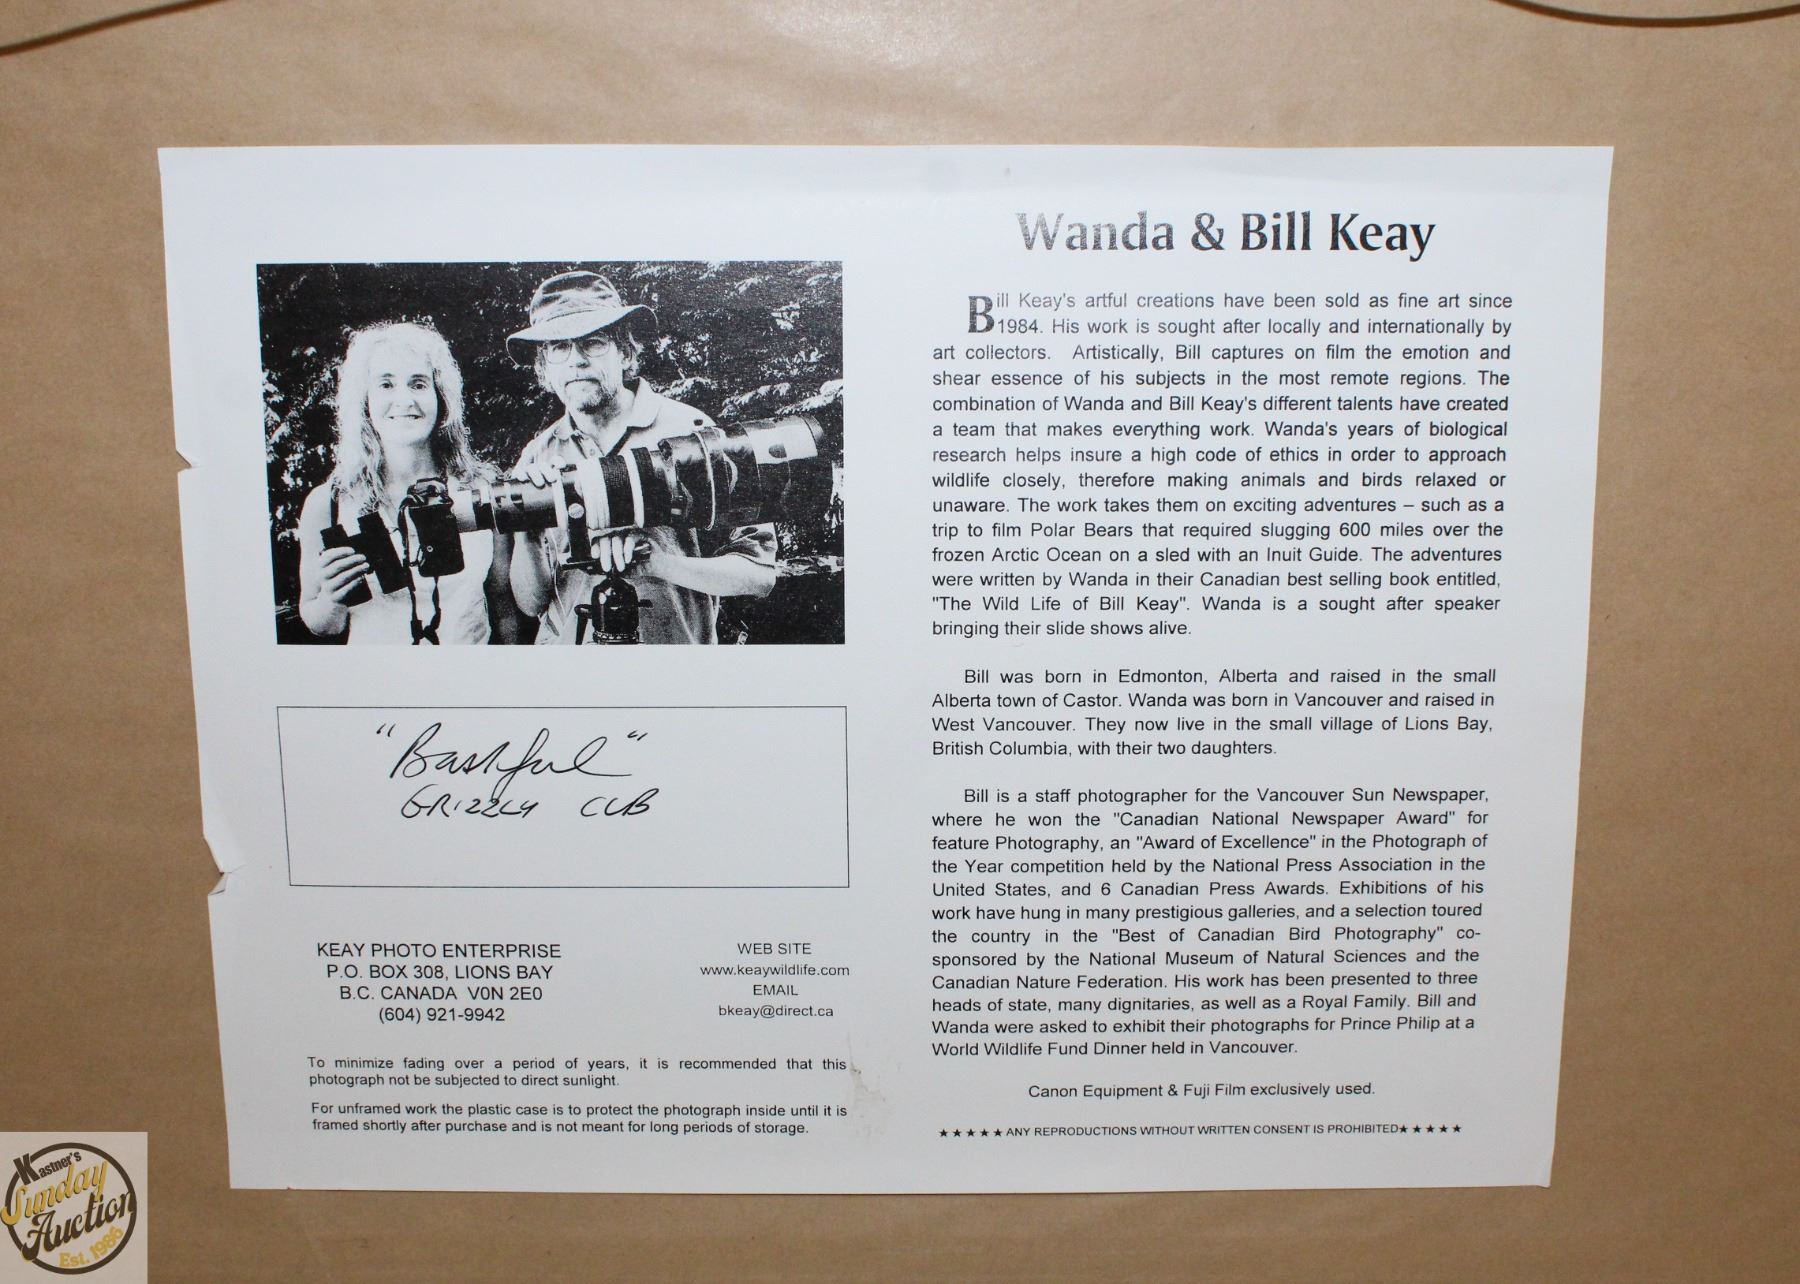 Wanda & Bill Keay
Bill Keay's artful creations have been sold as fine art since
1984. His work is sought after locally and internationally by
art collectors. Artistically, Bill captures on film the emotion and
shear essence of his subjects in the most remote regions. The
combination of Wanda and Bill Keay's different talents have created
a team that makes everything work. Wanda's years of biological
research helps insure a high code of ethics in order to approach
wildlife closely, therefore making animals and birds relaxed or
unaware. The work takes them on exciting adventures – such as a
trip to film Polar Bears that required slugging 600 miles over the
frozen Arctic Ocean on a sled with an Inuit Guide. The adventures
were written by Wanda in their Canadian best selling book entitled,
"The Wild Life of Bill Keay". Wanda is a sought after speaker
bringing their slide shows alive.
Bill was born in Edmonton, Alberta and raised in the small
Alberta town of Castor. Wanda was born in Vancouver and raised in
West Vancouver. They now live in the small village of Lions Bay,
British Columbia, with their two daughters.
Bill is a staff photographer for the Vancouver Sun Newspaper,
where he won the "Canadian National Newspaper Award" for
feature Photography, an "Award of Excellence" in the Photograph of
the Year competition held by the National Press Association in the
United States, and 6 Canadian Press Awards. Exhibitions of his
work have hung in many prestigious galleries, and a selection toured
the country in the "Best of Canadian Bird Photography" co-
sponsored by the National Museum of Natural Sciences and the
Canadian Nature Federation. His work has been presented to three
heads of state, many dignitaries, as well as a Royal Family. Bill and
Wanda were asked to exhibit their photographs for Prince Philip at a
World Wildlife Fund Dinner held in Vancouver.
Canon Equipment & Fuji Film exclusively used.
★★★★★ ANY REPRODUCTIONS WITHOUT WRITTEN CONSENT IS PROHIBITED★★★★★
"Bashful"
GRIZZLY CUB
KEAY PHOTO ENTERPRISE
P.O. BOX 308, LIONS BAY
B.C. CANADA V0N 2E0
(604) 921-9942
WEB SITE
www.keaywildlife.com
EMAIL
bkeay@direct.ca
To minimize fading over a period of years, it is recommended that this
photograph not be subjected to direct sunlight.
For unframed work the plastic case is to protect the photograph inside until it is
framed shortly after purchase and is not meant for long periods of storage.
Kastner's
Sunday
Auction
Est. 1986